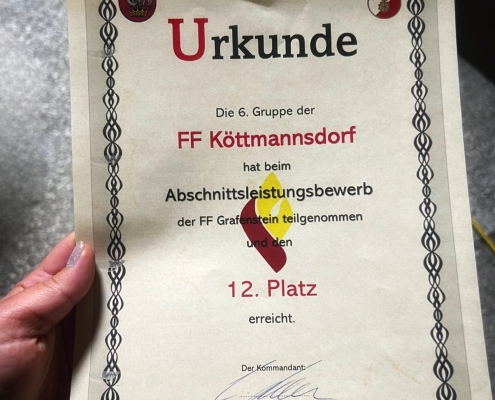 Urkunde
Die 6. Gruppe der
FF Köttmannsdorf
hat beim
Abschnittsleistungsbewerb
der FF Grafenstein teilgenommen
und den
12. Platz
erreicht.
Der Kommandant: